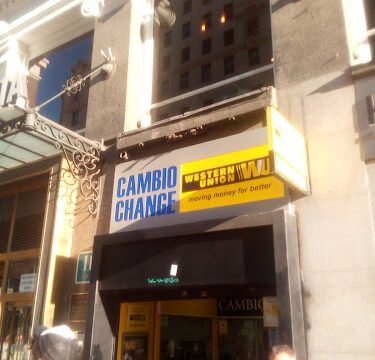 CAMBIO
CHANGE
WESTERN
UNION
WU
moving money for better
CAMBIO